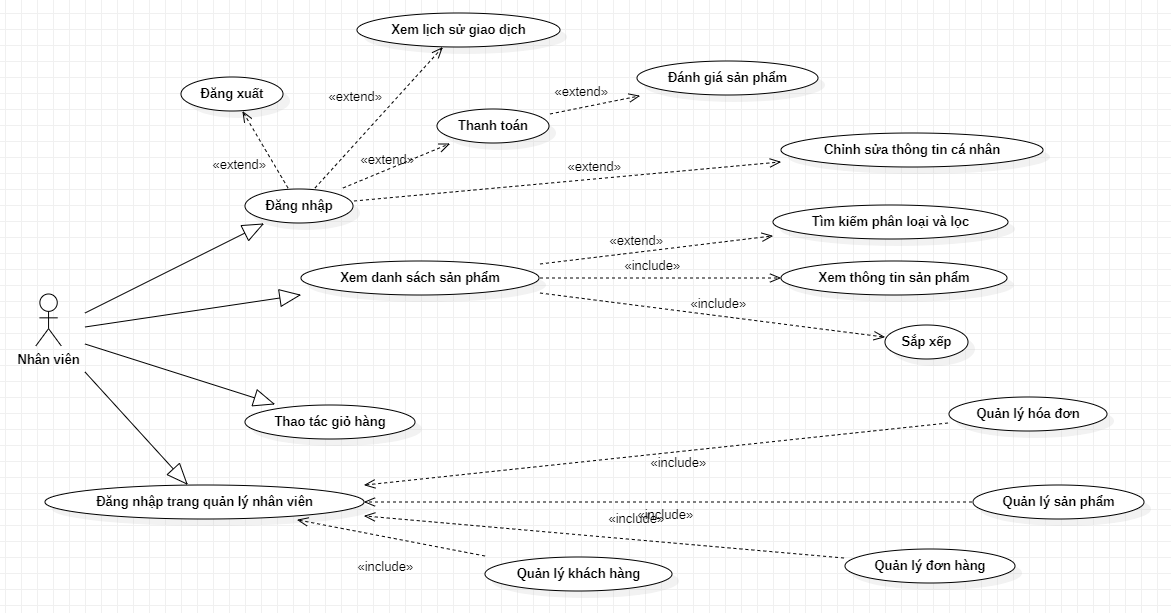 Xem lịch sử giao dịch
Đánh giá sản phẩm
Đăng xuất
«extend»
«extend»
Thanh toán
Chỉnh sửa thông tin cá nhân
«extend»
«extend»
«extend»
Đăng nhập
Tìm kiếm phân loại và lọc
«extend»
«include»
Xem danh sách sản phẩm
Xem thông tin sản phẩm
«include»
Sắp xếp
Nhân viên
Thao tác giỏ hàng
Quản lý hóa đơn
«include»
Đăng nhập trang quản lý nhân viên
Quản lý sản phẩm
«include»
«include»
«include»
Quản lý khách hàng
Quản lý đơn hàng